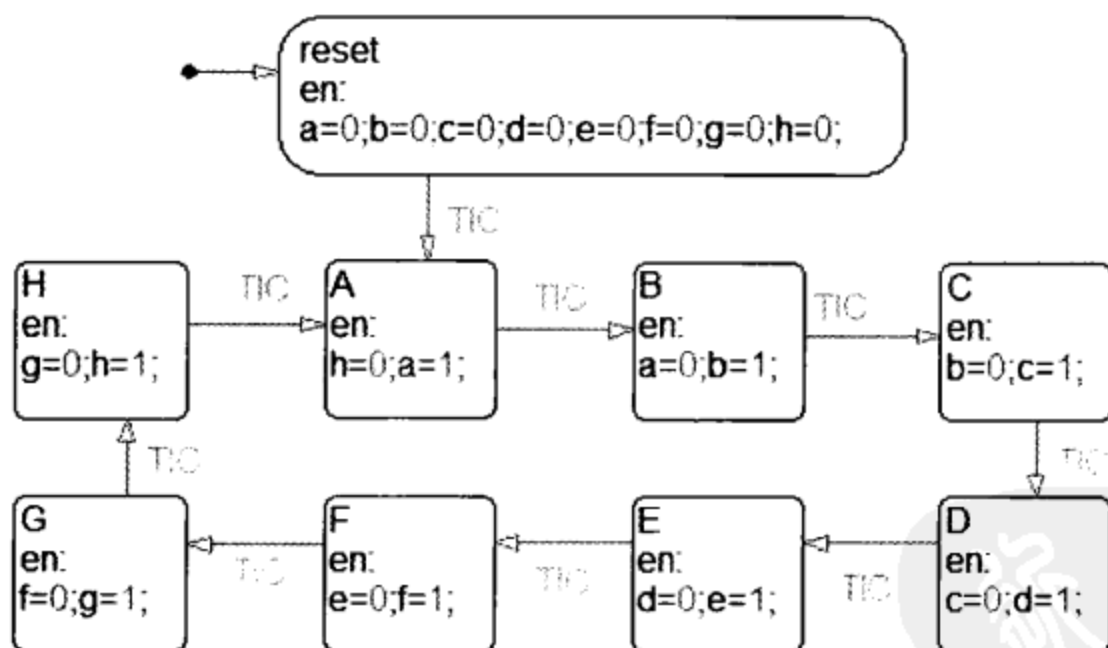 reset
en:
a=0;b=0;c=0;d=0;e=0;f=0;g=0;h=0;
TIC
H
en:
g=0;h=1;
TIC
A
en:
h=0;a=1;
TIC
B
en:
a=0;b=1;
TIC
C
en:
b=0;c=1;
TIC
TIC
G
en:
f=0;g=1;
TIC
F
en:
e=0;f=1;
TIC
E
en:
d=0;e=1;
TIC
D
en:
c=0;d=1;